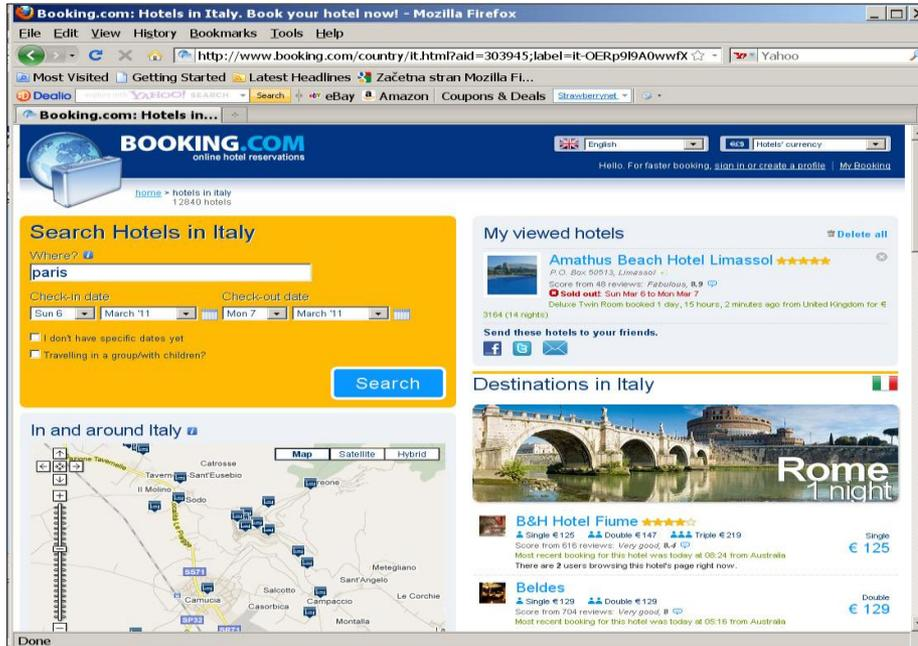 Booking.com: Hotels in Italy. Book your hotel now! - Mozilla Firefox
File Edit View History Bookmarks Tools Help
http://www.booking.com/country/it.html?aid=303945;label=it-OERp9l9A0wwfX
Yahoo
Most Visited Getting Started Latest Headlines Začetna stran Mozilla Fi...
Dealio YAHOO! SEARCH Search eBay Amazon Coupons & Deals Strawberrynet
Booking.com: Hotels in...
BOOKING.COM
online hotel reservations
English
Hotels' currency
Hello. For faster booking, sign in or create a profile | My Booking
home > hotels in italy
12840 hotels
Search Hotels in Italy
Where?
paris
Check-in date Check-out date
Sun 6 March '11 Mon 7 March '11
I don't have specific dates yet
Travelling in a group/with children?
Search
In and around Italy
Map Satellite Hybrid
Tavernelle
Catrosse
Sant'Eusebio
Il Molino
Sodo
Metegliano
SS71
Sant'Angelo
Salcotto
Le Corchie
Camucia
Campaccio
Casorbica
SP32
Montalla
SS71
My viewed hotels
Delete all
Amathus Beach Hotel Limassol
P.O. Box 50513, Limassol
Score from 48 reviews: Fabulous, 8.9
Sold out! Sun Mar 6 to Mon Mar 7
Deluxe Twin Room booked 1 day, 15 hours, 2 minutes ago from United Kingdom for €
3164 (14 nights)
Send these hotels to your friends.
Destinations in Italy
Rome
1 night
B&H Hotel Fiume
Single € 125 Double € 147 Triple € 219
Score from 616 reviews: Very good, 8.4
Most recent booking for this hotel was today at 08:24 from Australia
There are 2 users browsing this hotel's page right now.
Single
€ 125
Beldes
Single € 129 Double € 129
Score from 704 reviews: Very good, 8
Most recent booking for this hotel was today at 05:16 from Australia
Double
€ 129
Done